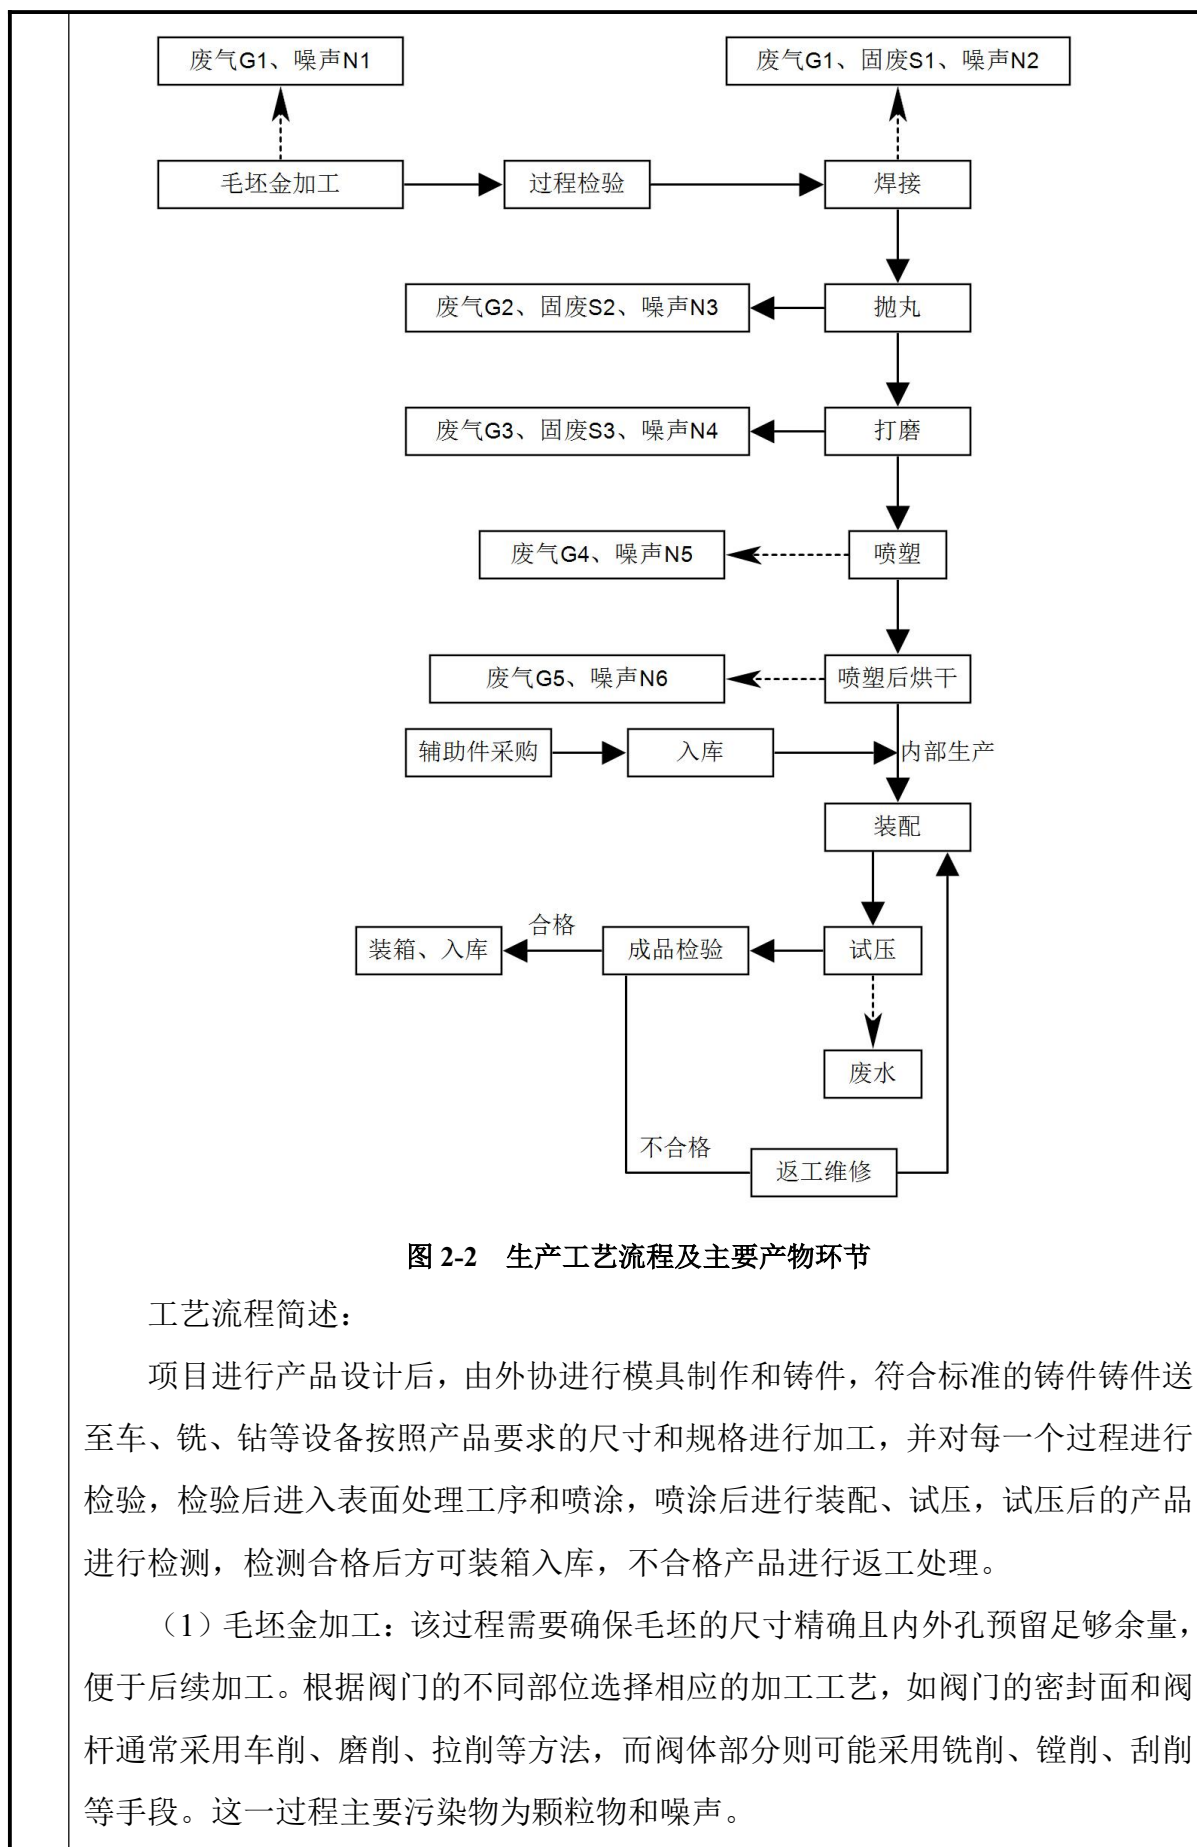 废气G1、噪声N1
废气G1、固废S1、噪声N2
毛坯金加工
过程检验
焊接
废气G2、固废S2、噪声N3
抛丸
废气G3、固废S3、噪声N4
打磨
废气G4、噪声N5
喷塑
废气G5、噪声N6
喷塑后烘干
辅助件采购
入库
内部生产
装配
装箱、入库
合格
成品检验
试压
废水
不合格
返工维修
图 2-2 生产工艺流程及主要产物环节
工艺流程简述：
项目进行产品设计后，由外协进行模具制作和铸件，符合标准的铸件铸件送
至车、铣、钻等设备按照产品要求的尺寸和规格进行加工，并对每一个过程进行
检验，检验后进入表面处理工序和喷涂，喷涂后进行装配、试压，试压后的产品
进行检测，检测合格后方可装箱入库，不合格产品进行返工处理。
（1）毛坯金加工：该过程需要确保毛坯的尺寸精确且内外孔预留足够余量，
便于后续加工。根据阀门的不同部位选择相应的加工工艺，如阀门的密封面和阀
杆通常采用车削、磨削、拉削等方法，而阀体部分则可能采用铣削、镗削、刮削
等手段。这一过程主要污染物为颗粒物和噪声。